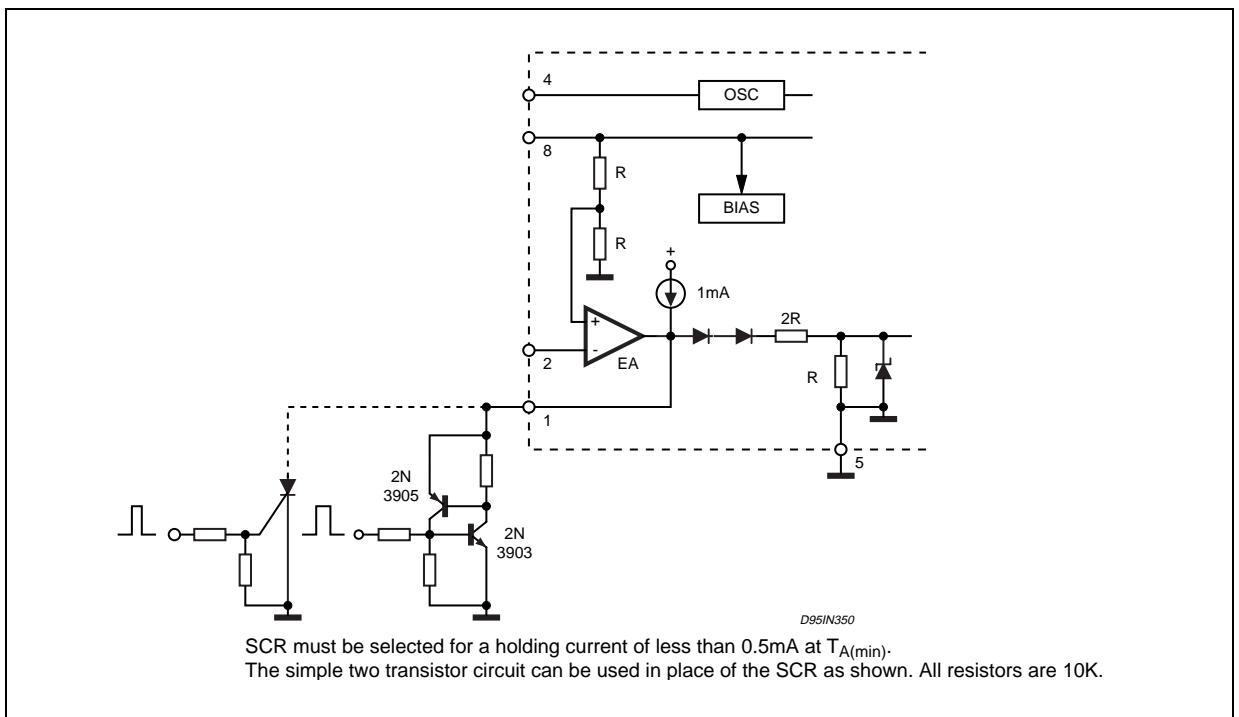 4
OSC
8
R
BIAS
R
+
1mA
2R
+
-
EA
R
2
1
5
2N
3905
2N
3903
D95IN350
SCR must be selected for a holding current of less than 0.5mA at TA(min).
The simple two transistor circuit can be used in place of the SCR as shown. All resistors are 10K.